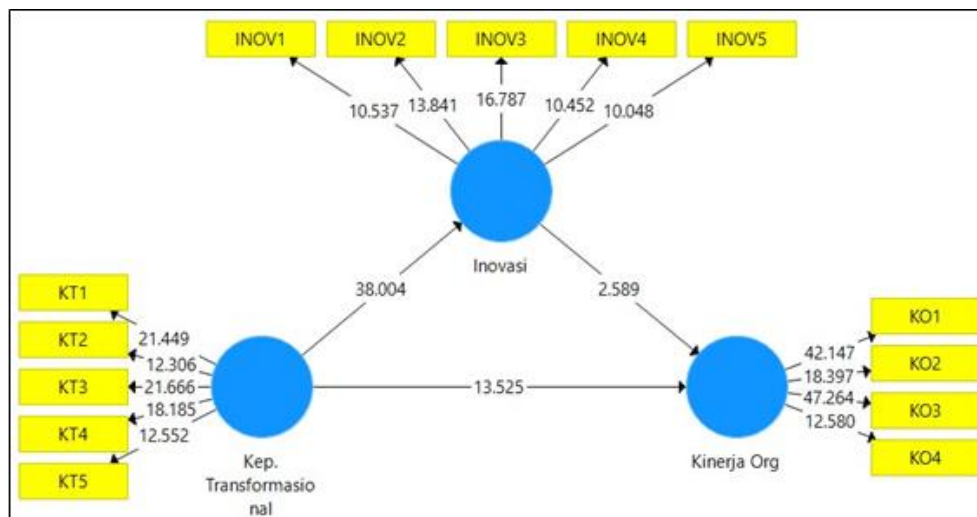 INOV1
INOV2
INOV3
INOV4
INOV5
10.537
13.841
16.787
10.452
10.048
Inovasi
38.004
2.589
KT1
KT2
KT3
KT4
KT5
21.449
12.306
21.666
18.185
12.552
13.525
Kep.
Transformasio
nal
Kinerja Org
42.147
18.397
47.264
12.580
KO1
KO2
KO3
KO4